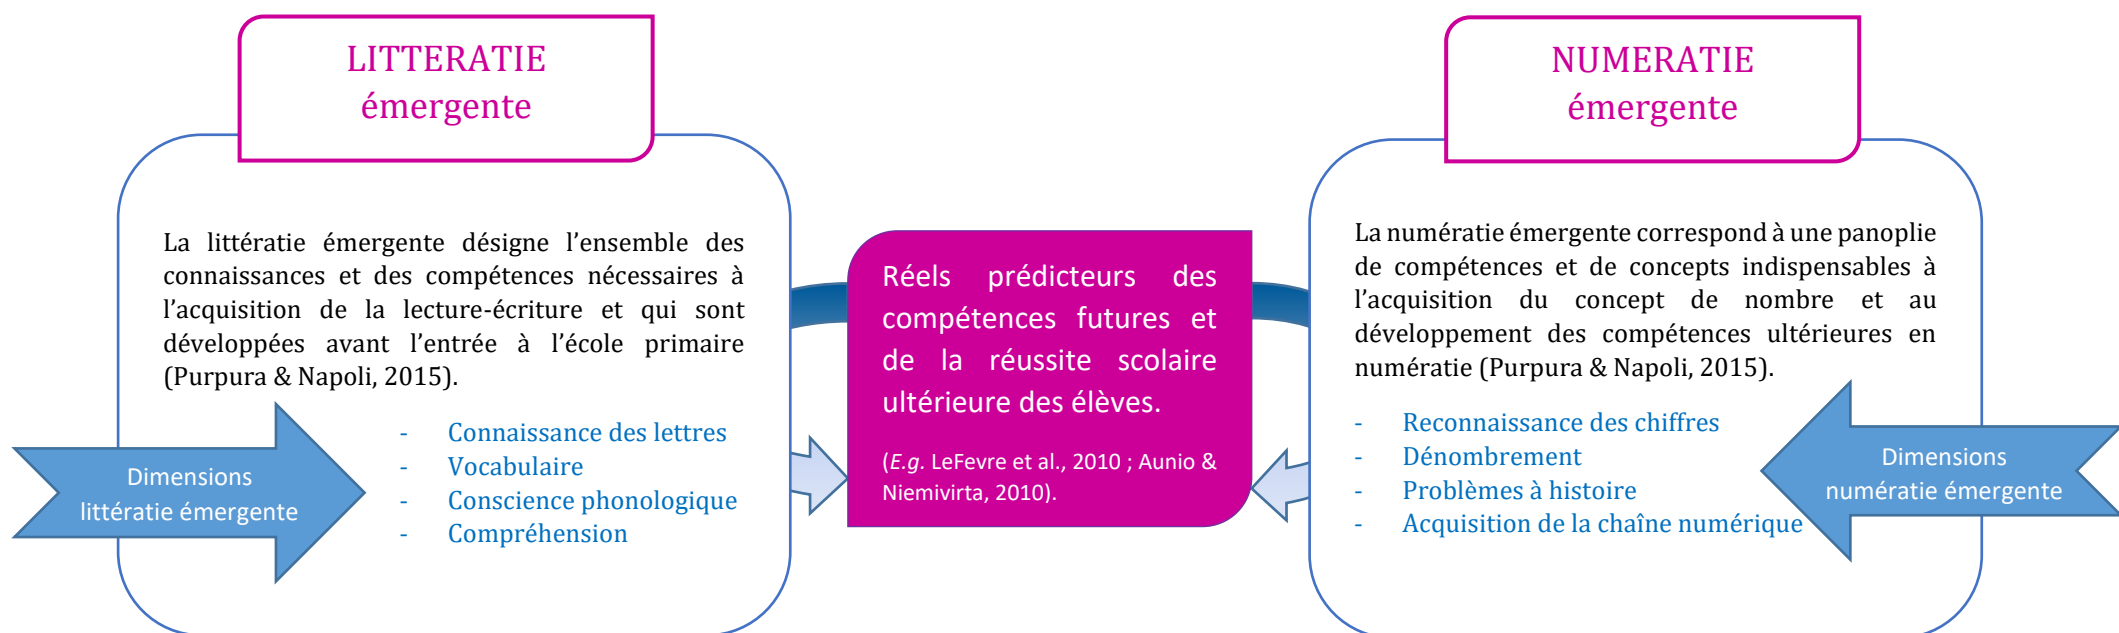 LITTERATIE
émergente
La littératie émergente désigne l’ensemble des
connaissances et des compétences nécessaires à
l’acquisition de la lecture-écriture et qui sont
développées avant l’entrée à l’école primaire
(Purpura & Napoli, 2015).
Dimensions
littératie émergente
- Connaissance des lettres
- Vocabulaire
- Conscience phonologique
- Compréhension
Réels prédicteurs des
compétences futures et
de la réussite scolaire
ultérieure des élèves.
(E.g. LeFevre et al., 2010 ; Aunio &
Niemivirta, 2010).
NUMERATIE
émergente
La numératie émergente correspond à une panoplie
de compétences et de concepts indispensables à
l’acquisition du concept de nombre et au
développement des compétences ultérieures en
numératie (Purpura & Napoli, 2015).
- Reconnaissance des chiffres
- Dénombrement
- Problèmes à histoire
- Acquisition de la chaîne numérique
Dimensions
numératie émergente